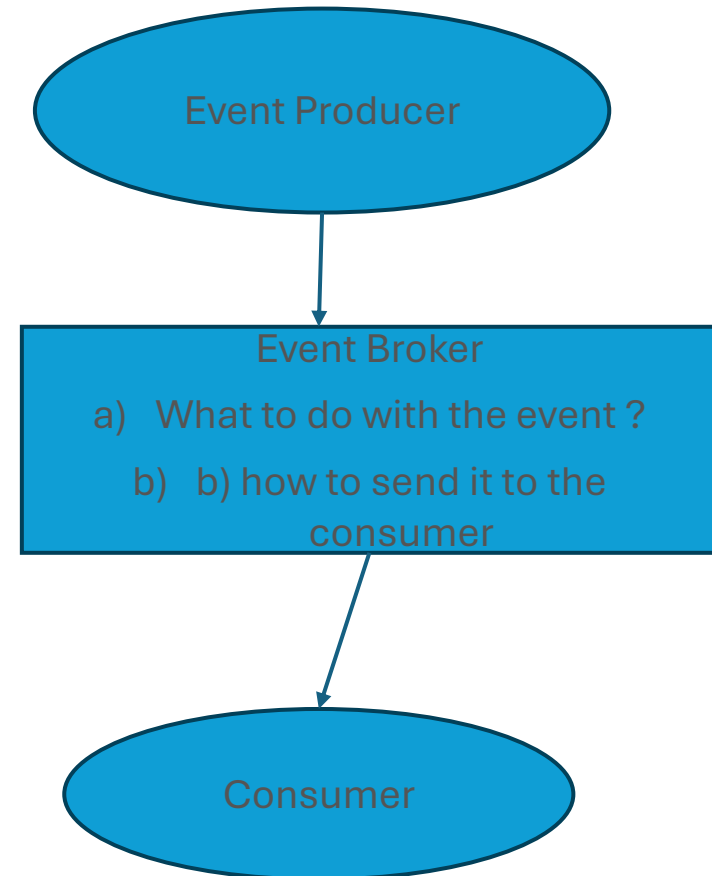 Event Producer
Event Broker
a) What to do with the event ?
b) b) how to send it to the
consumer
Consumer